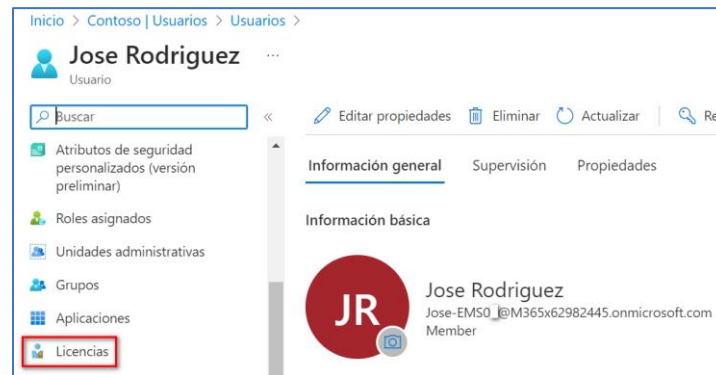 Inicio > Contoso | Usuarios > Usuarios >
Jose Rodriguez ...
Usuario
Buscar
«
Editar propiedades Eliminar Actualizar
Atributos de seguridad
personalizados (versión
preliminar)
Roles asignados
Unidades administrativas
Grupos
Aplicaciones
Licencias
Información general Supervisión Propiedades
Información básica
JR
Jose Rodriguez
Jose-EMS0_@M365x62982445.onmicrosoft.com
Member